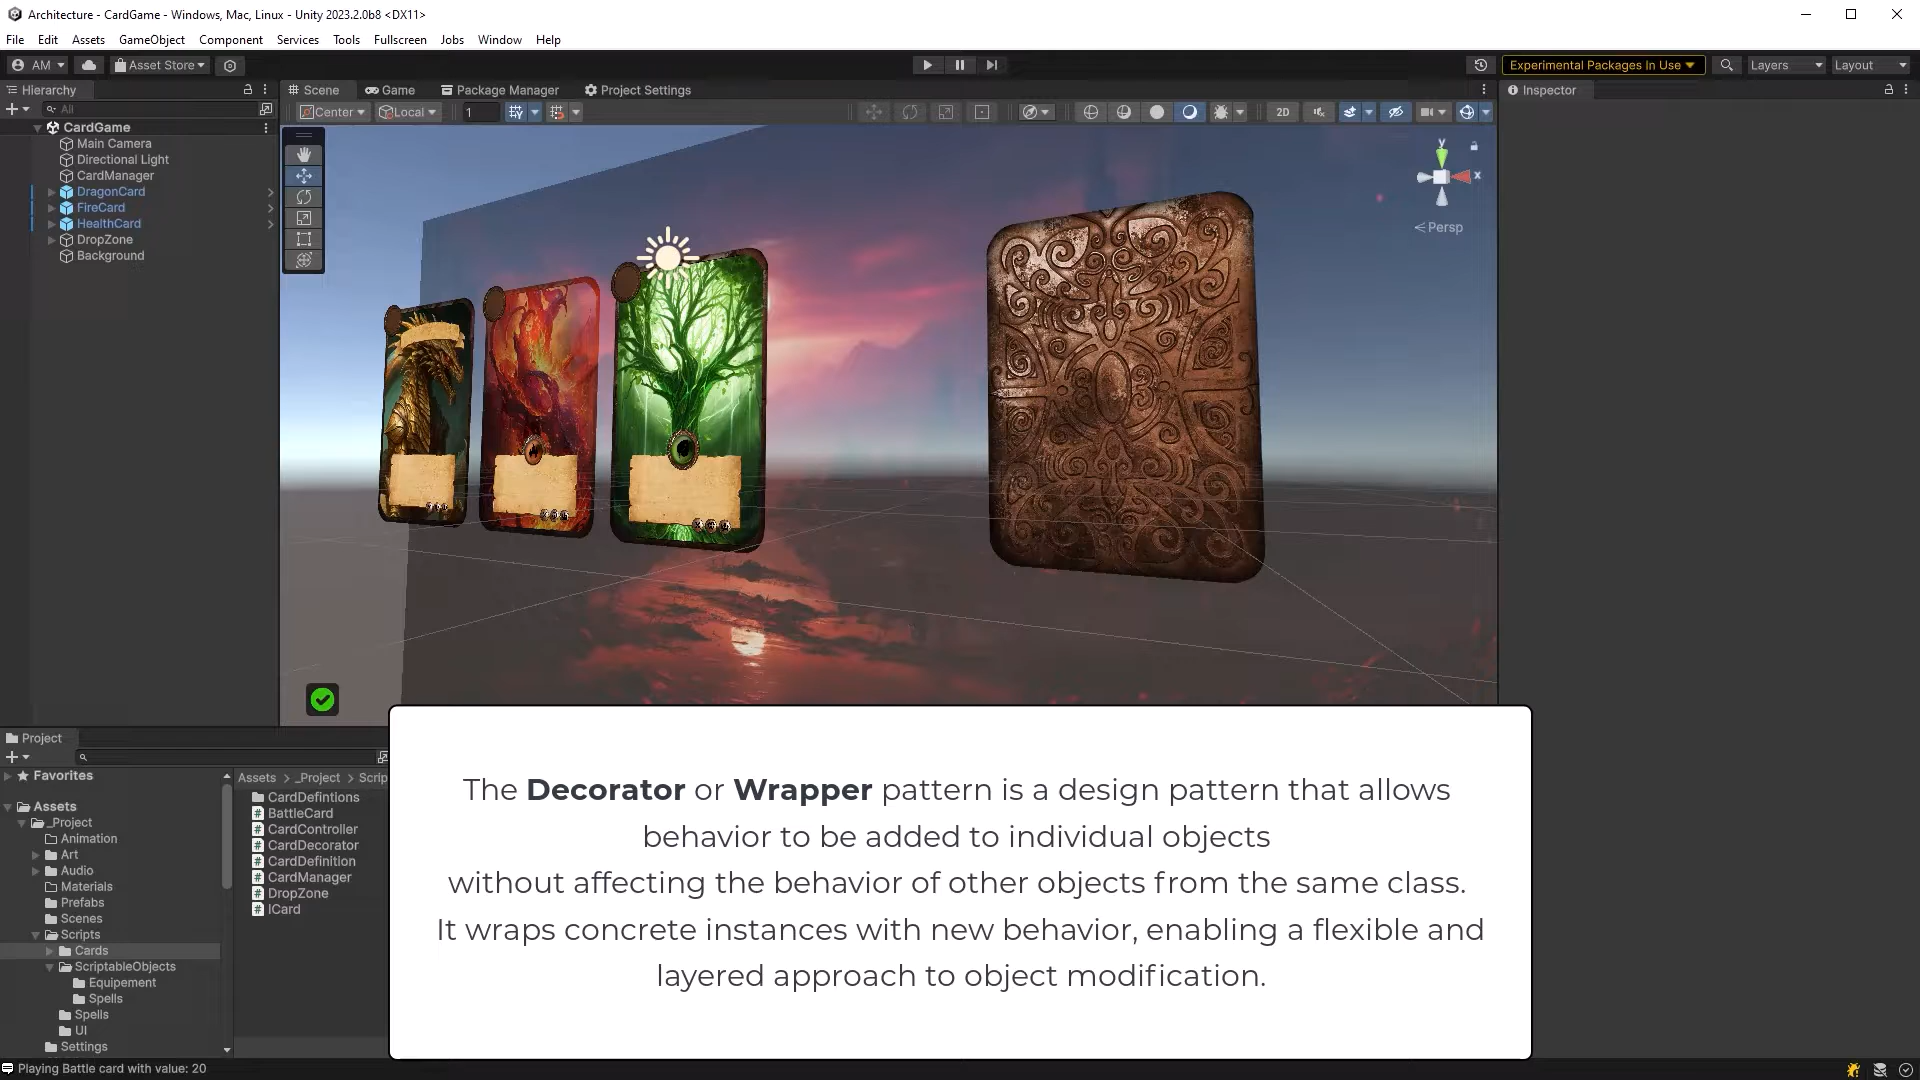 Architecture - CardGame - Windows, Mac, Linux - Unity 2023.2.0b8 <DX11>
File Edit Assets GameObject Component Services Tools Fullscreen Jobs Window Help
AM Asset Store Experimental Packages In Use Layers Layout
Hierarchy
All
CardGame
Main Camera
Directional Light
CardManager
DragonCard
FireCard
HealthCard
DropZone
Background
Scene Game Package Manager Project Settings
Center Local 1 2D
y
x
Persp
Inspector
Project
Favorites
Assets
_Project
Animation
Art
Audio
Materials
Prefabs
Scenes
Scripts
Cards
ScriptableObjects
Equipement
Spells
Spells
UI
Settings
Assets > _Project > Scrip
CardDefintions
BattleCard
CardController
CardDecorator
CardDefinition
CardManager
DropZone
ICard
The Decorator or Wrapper pattern is a design pattern that allows
behavior to be added to individual objects
without affecting the behavior of other objects from the same class.
It wraps concrete instances with new behavior, enabling a flexible and
layered approach to object modification.
Playing Battle card with value: 20